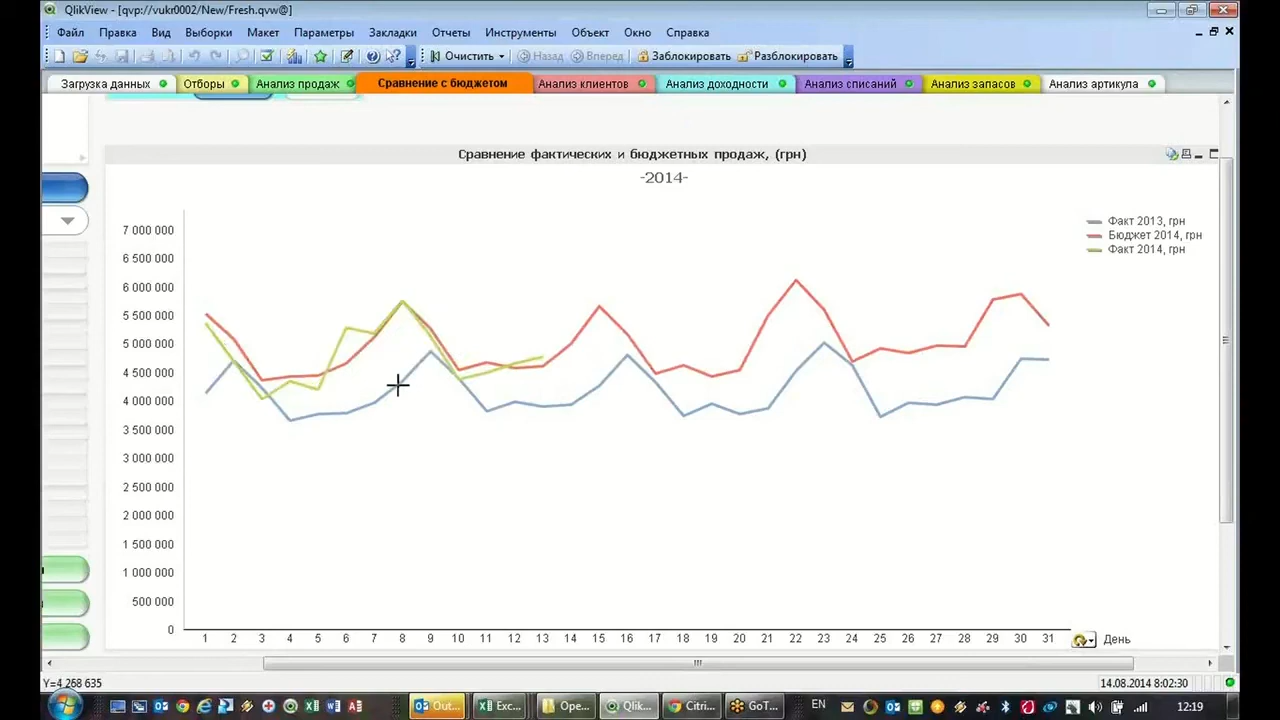 QlikView - [qvp://vukr0002/New/Fresh.qvw@]
Файл Правка Вид Выборки Макет Параметры Закладки Отчеты Инструменты Объект Окно Справка
Очистить Назад Вперед Заблокировать Разблокировать
Загрузка данных Отборы Анализ продаж Сравнение с бюджетом Анализ клиентов Анализ доходности Анализ списаний Анализ запасов Анализ артикула
Сравнение фактических и бюджетных продаж, (грн)
-2014-
Факт 2013, грн
Бюджет 2014, грн
Факт 2014, грн
7 000 000
6 500 000
6 000 000
5 500 000
5 000 000
4 500 000
4 000 000
3 500 000
3 000 000
2 500 000
2 000 000
1 500 000
1 000 000
500 000
0
1 2 3 4 5 6 7 8 9 10 11 12 13 14 15 16 17 18 19 20 21 22 23 24 25 26 27 28 29 30 31
День
Y=4 268 635
14.08.2014 8:02:30
Out... Exc... Ope... Qlik... Citri... GoT... EN 12:19